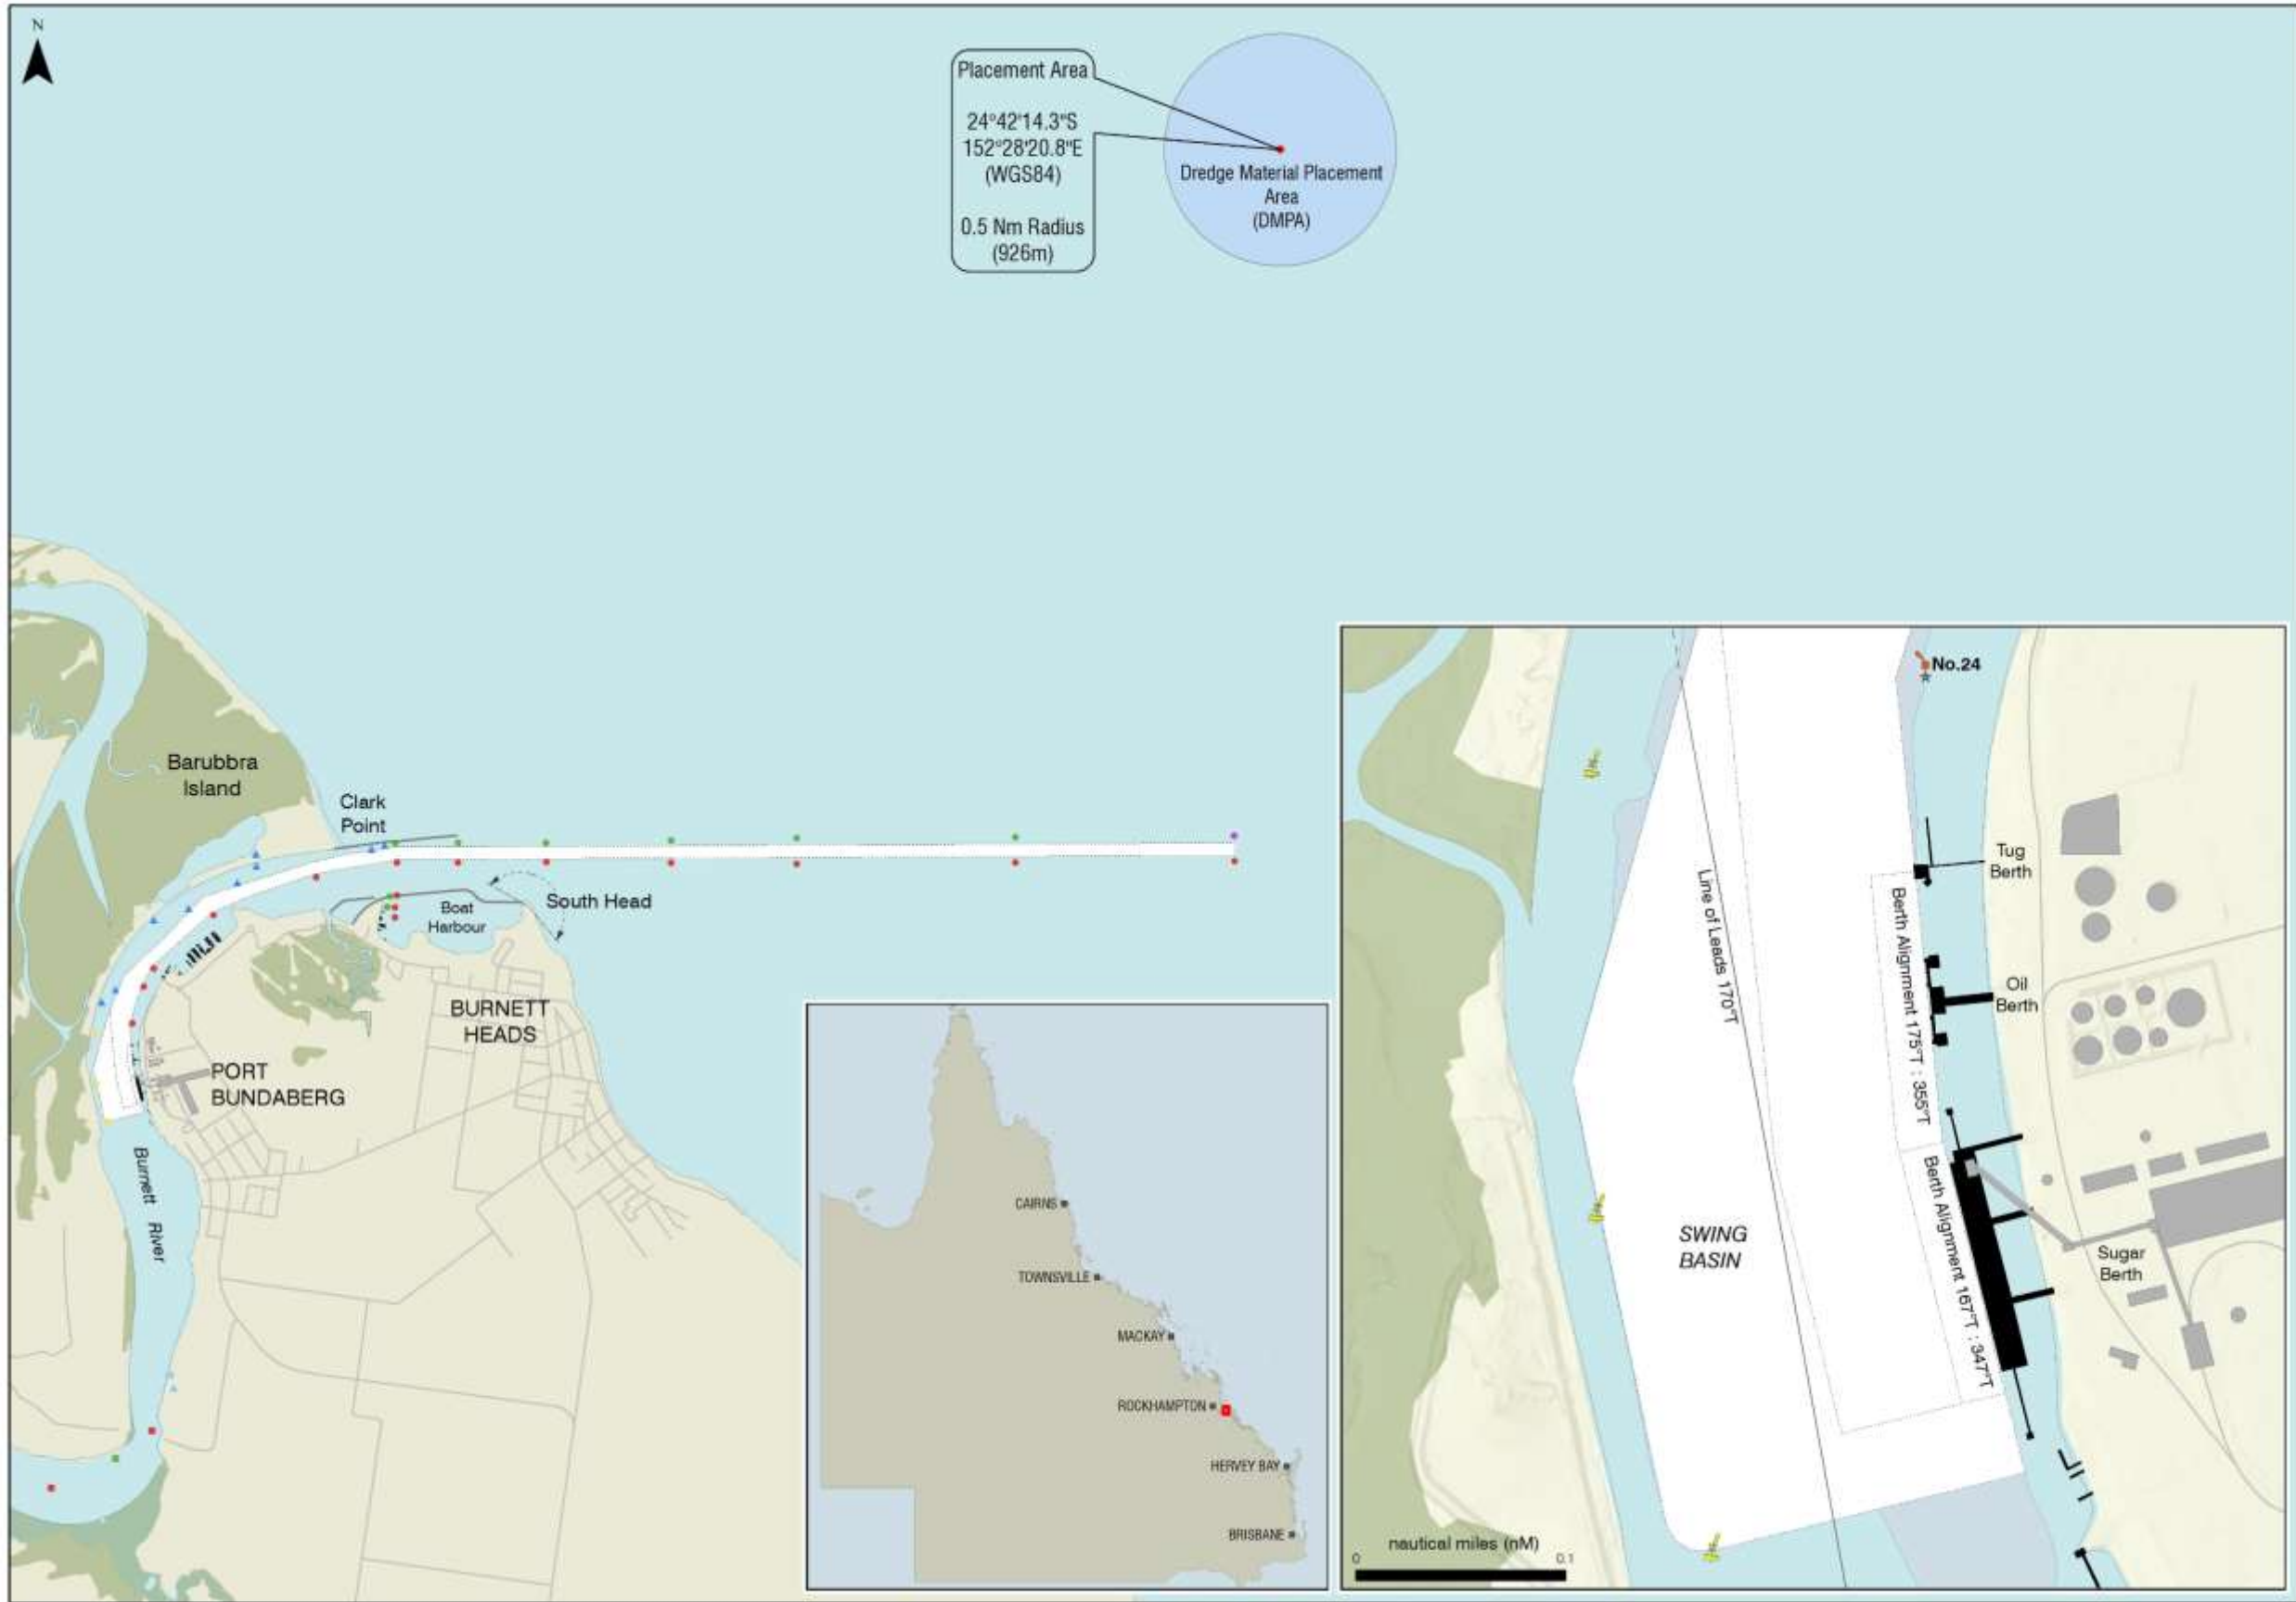 N
Placement Area
24°42'14.3"S
152°28'20.8"E
(WGS84)
0.5 Nm Radius
(926m)
Dredge Material Placement
Area
(DMPA)
Barubbra
Island
Clark
Point
Boat
Harbour
South Head
BURNETT
HEADS
PORT
BUNDABERG
Burnett River
CAIRNS
TOWNSVILLE
MACKAY
ROCKHAMPTON
HERVEY BAY
BRISBANE
No.24
Tug
Berth
Oil
Berth
Line of Leads 170°T
Berth Alignment 175°T : 355°T
Berth Alignment 167°T : 347°T
SWING
BASIN
Sugar
Berth
nautical miles (nM)
0 0.1